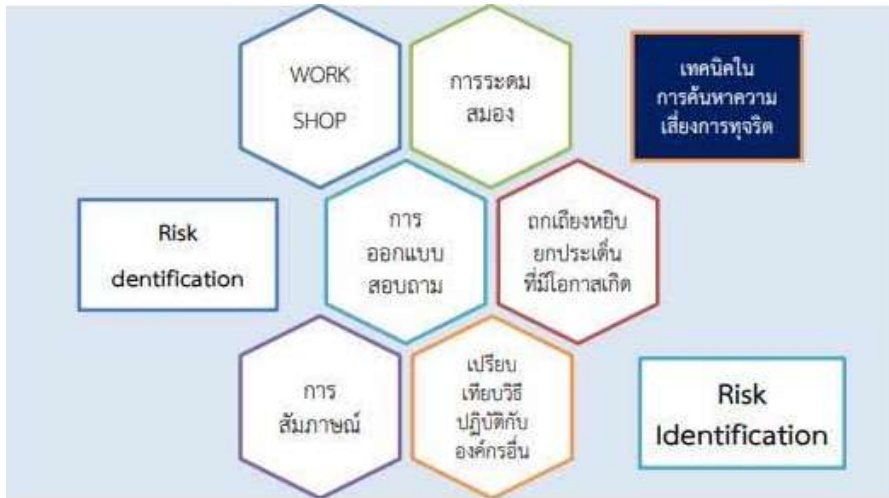 WORK
SHOP
การระดม
สมอง
เทคนิคใน
การค้นหาความ
เสี่ยงการทุจริต
Risk
dentification
การ
ออกแบบ
สอบถาม
ถกเถียงหยิบ
ยกประเด็น
ที่มีโอกาสเกิด
การ
สัมภาษณ์
เปรียบ
เทียบวิธี
ปฏิบัติกับ
องค์กรอื่น
Risk
Identification